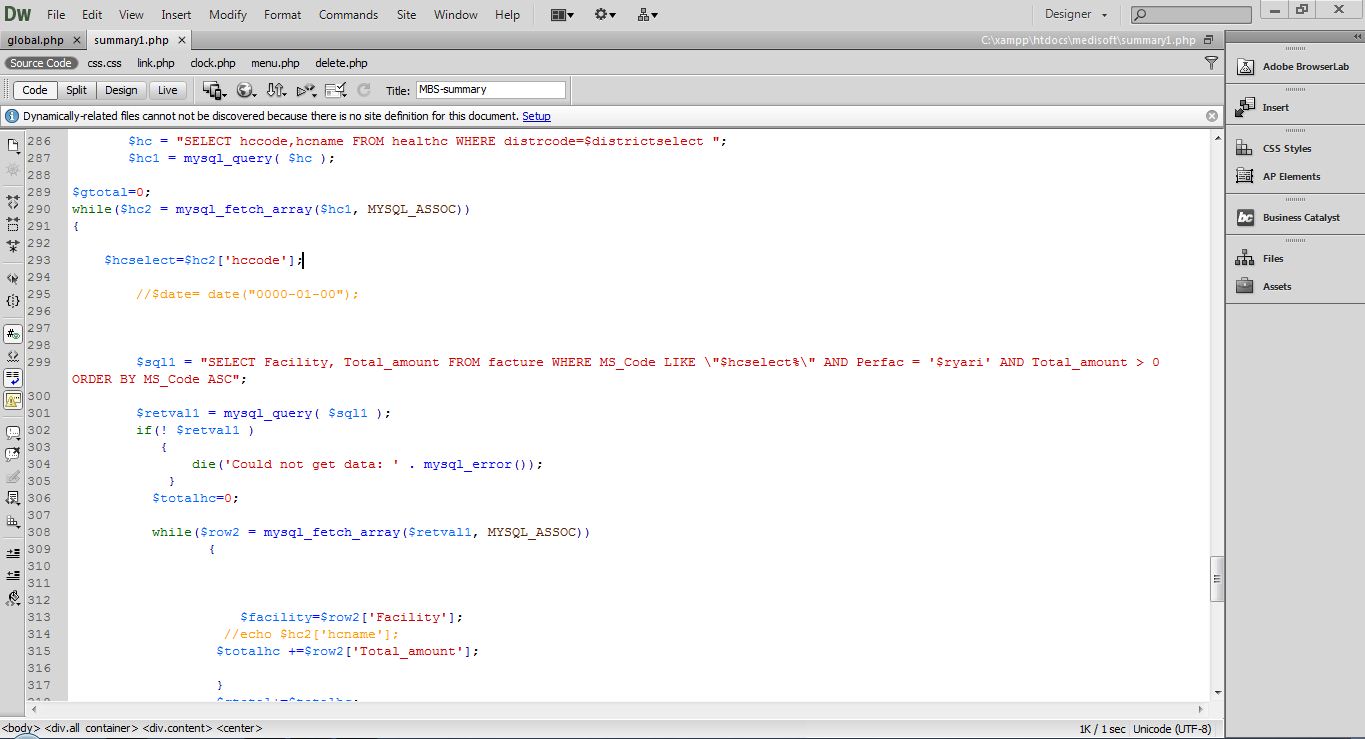 Dw File Edit View Insert Modify Format Commands Site Window Help Designer
global.php summary1.php C:\xampp\htdocs\medisoft\summary1.php
Source Code css.css link.php clock.php menu.php delete.php
Code Split Design Live Title: MBS-summary
Dynamically-related files cannot not be discovered because there is no site definition for this document. Setup
286 $hc = "SELECT hccode,hcname FROM healthc WHERE distrcode=$districtselect ";
287 $hc1 = mysql_query( $hc );
288
289 $gtotal=0;
290 while($hc2 = mysql_fetch_array($hc1, MYSQL_ASSOC))
291 {
292
293 $hcselect=$hc2['hccode'];
294
295 //$date= date("0000-01-00");
296
297
298
299 $sql1 = "SELECT Facility, Total_amount FROM facture WHERE MS_Code LIKE \"$hcselect%\" AND Perfac = '$ryari' AND Total_amount > 0
ORDER BY MS_Code ASC";
300
301 $retval1 = mysql_query( $sql1 );
302 if(! $retval1 )
303 {
304 die('Could not get data: ' . mysql_error());
305 }
306 $totalhc=0;
307
308 while($row2 = mysql_fetch_array($retval1, MYSQL_ASSOC))
309 {
310
311
312
313 $facility=$row2['Facility'];
314 //echo $hc2['hcname'];
315 $totalhc +=$row2['Total_amount'];
316
317 }
318 $gtotal+=$totalhc;
<body> <div.all container> <div.content> <center> 1K / 1 sec Unicode (UTF-8)
Adobe BrowserLab
Insert
CSS Styles
AP Elements
Business Catalyst
Files
Assets